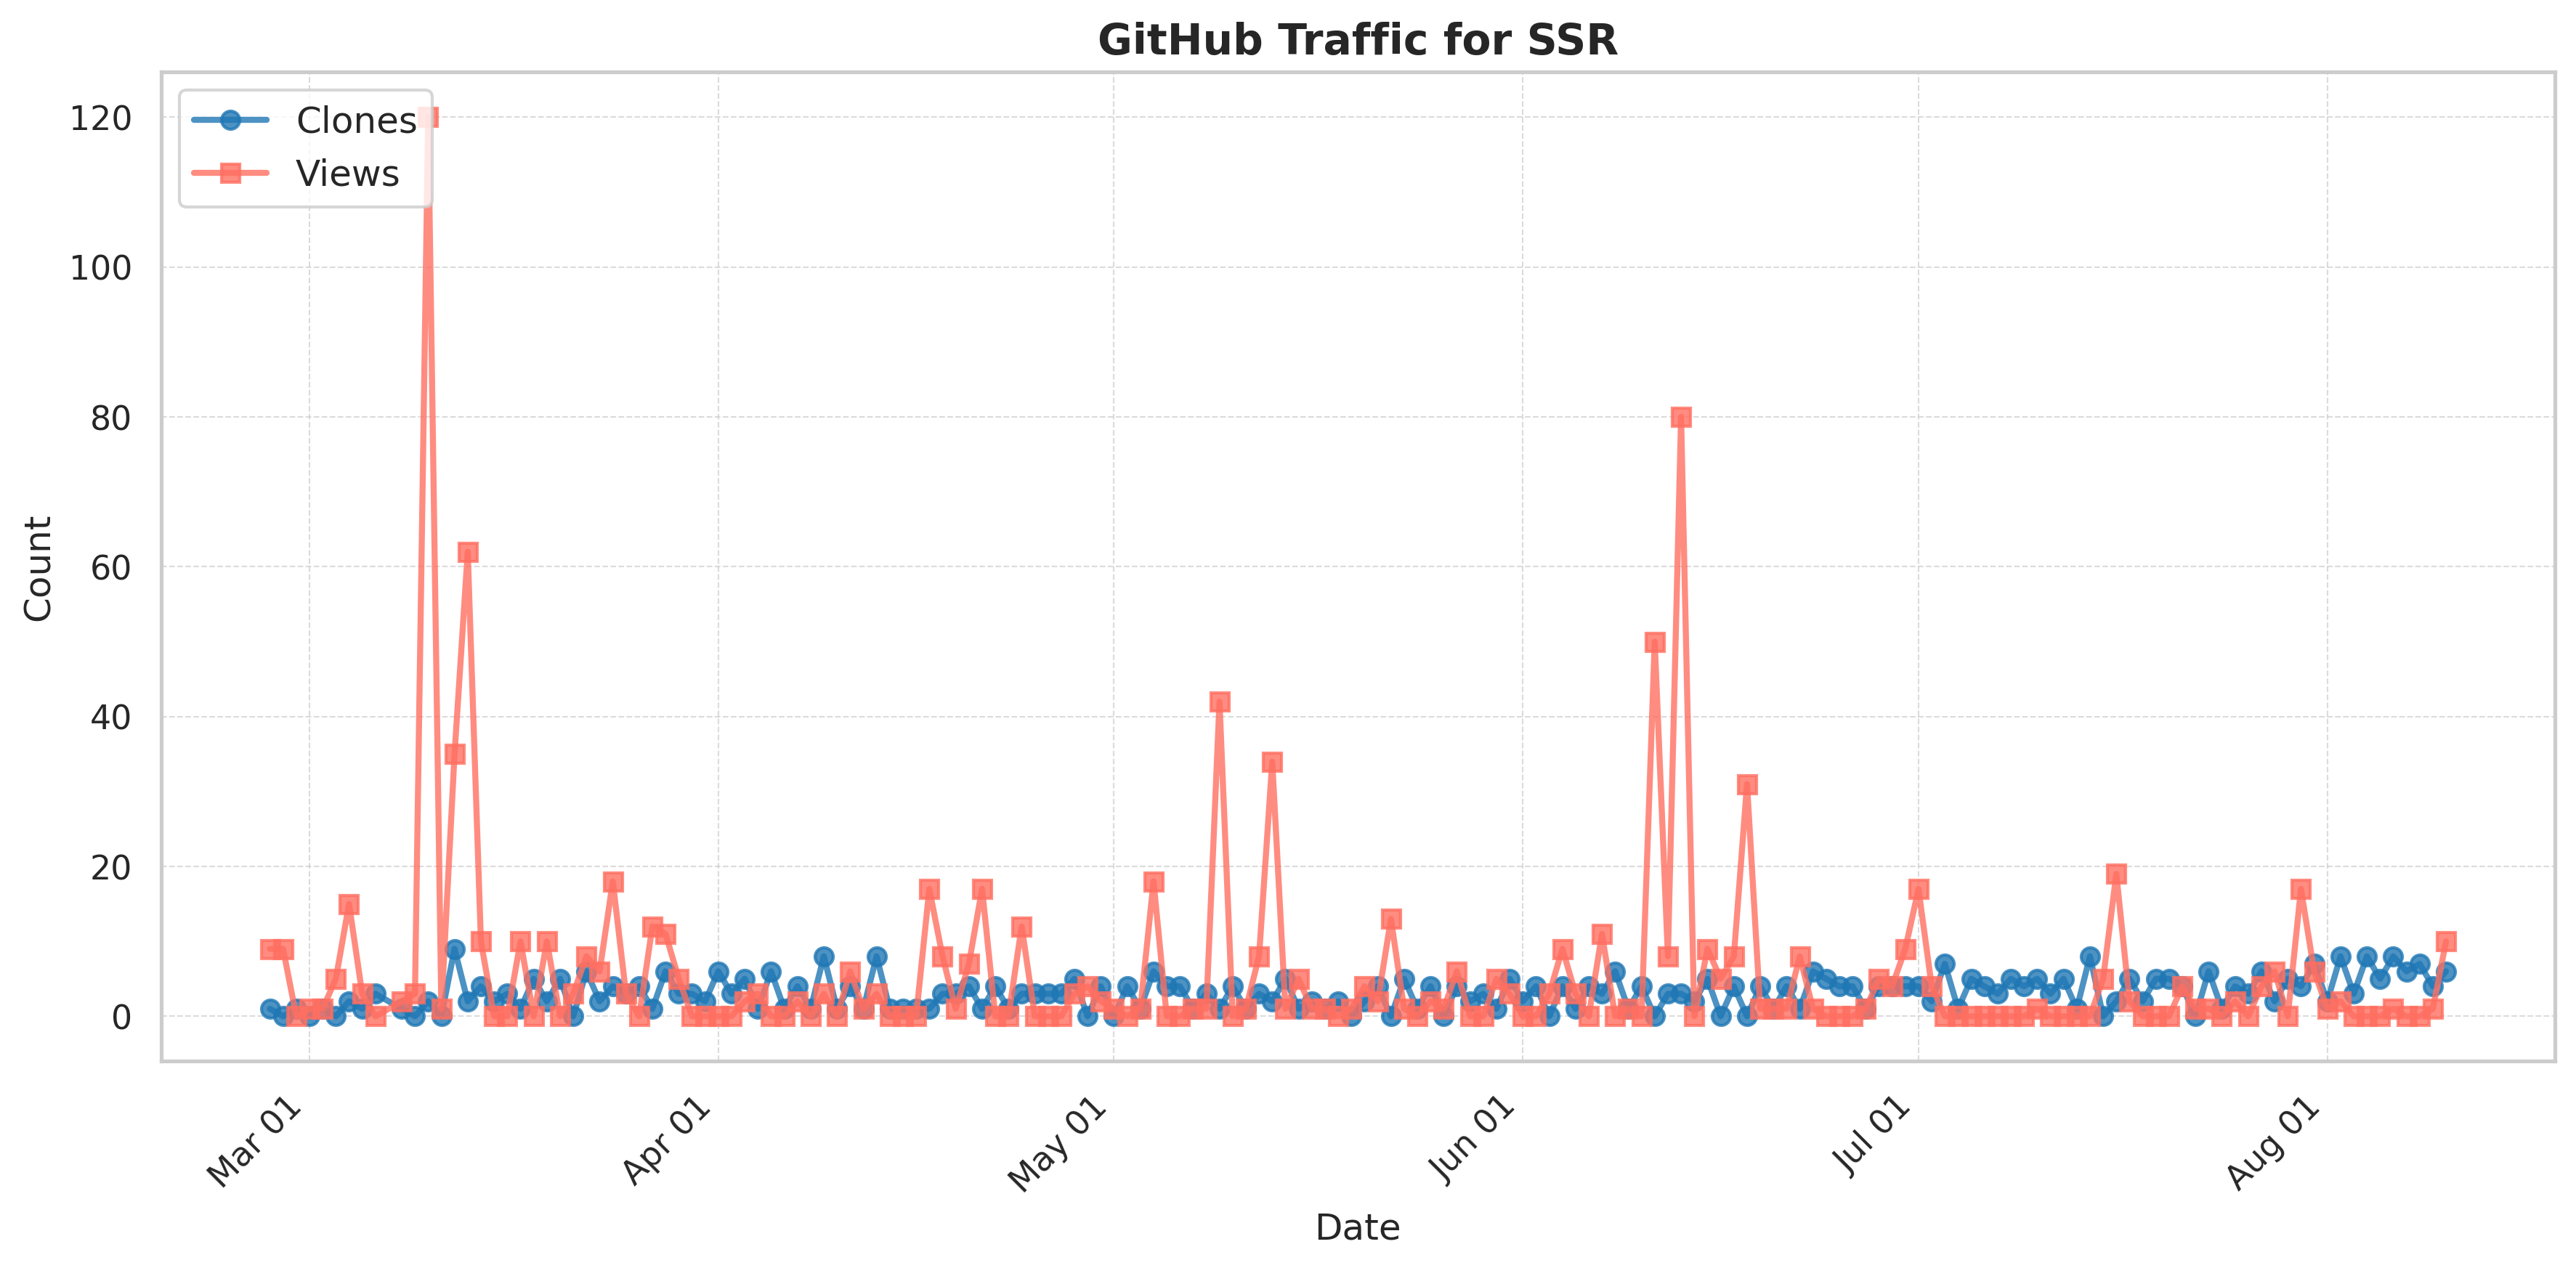 GitHub Traffic for SSR
Clones
Views
120
100
80
60
40
20
0
Count
Mar 01
Apr 01
May 01
Jun 01
Jul 01
Aug 01
Date